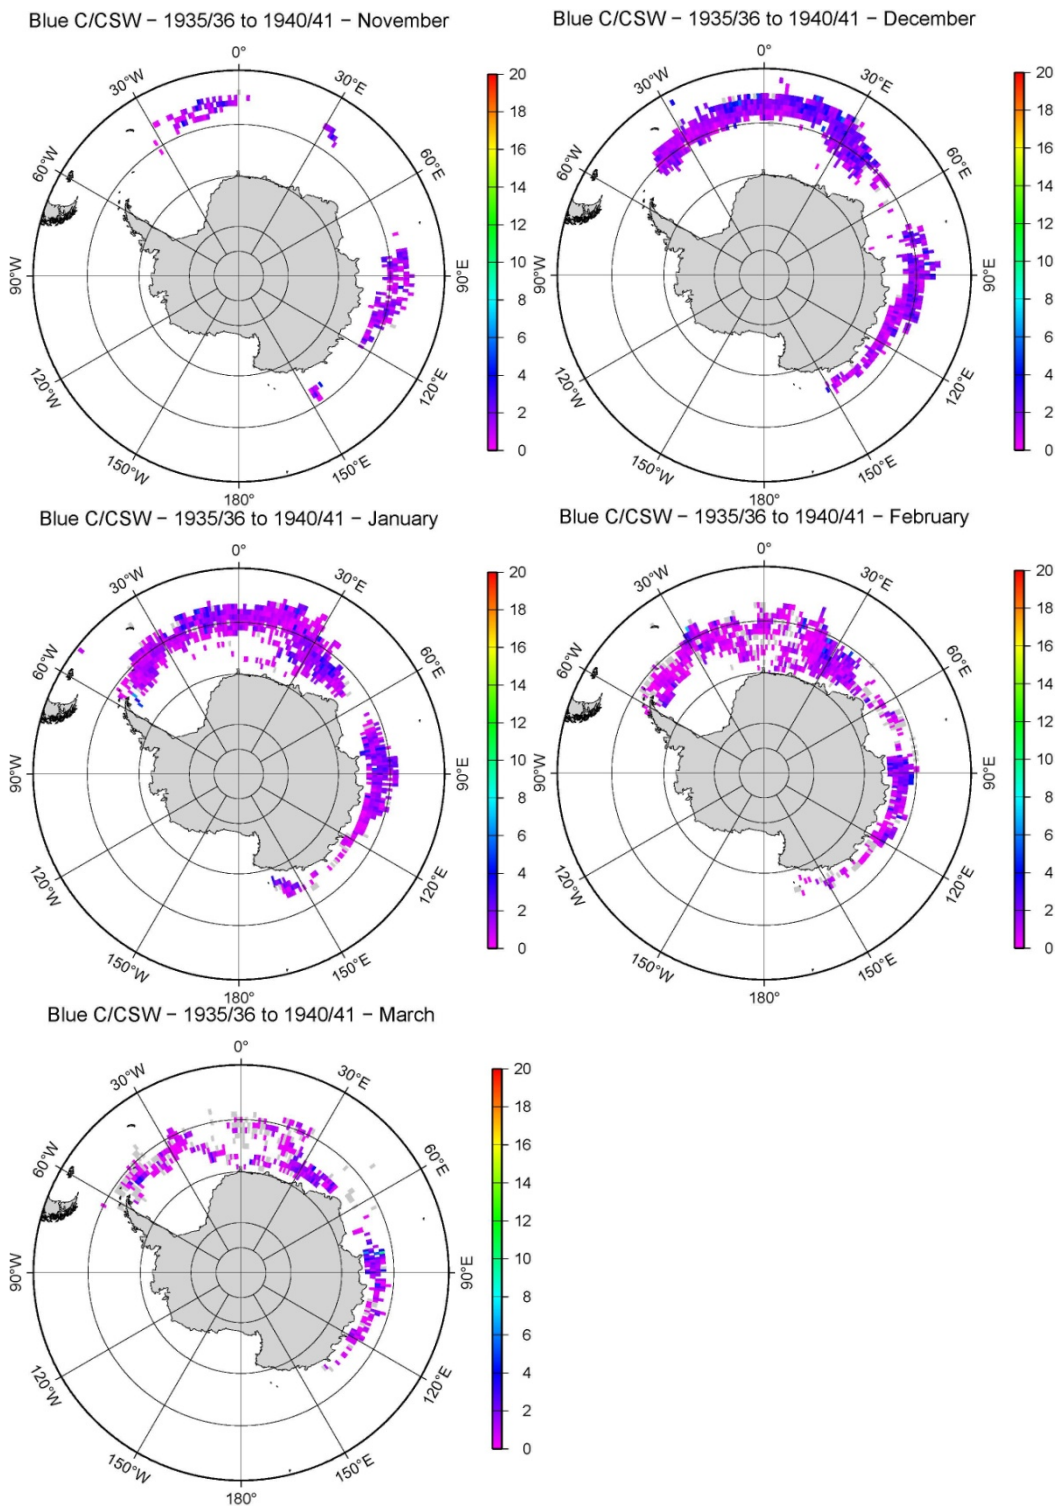 Blue C/CSW – 1935/36 to 1940/41 – November
0°
30°W
30°E
60°W
60°E
90°W
90°E
120°W
120°E
150°W
150°E
180°
20
18
16
14
12
10
8
6
4
2
0
Blue C/CSW – 1935/36 to 1940/41 – December
0°
30°W
30°E
60°W
60°E
90°W
90°E
120°W
120°E
150°W
150°E
180°
20
18
16
14
12
10
8
6
4
2
0
Blue C/CSW – 1935/36 to 1940/41 – January
0°
30°W
30°E
60°W
60°E
90°W
90°E
120°W
120°E
150°W
150°E
180°
20
18
16
14
12
10
8
6
4
2
0
Blue C/CSW – 1935/36 to 1940/41 – February
0°
30°W
30°E
60°W
60°E
90°W
90°E
120°W
120°E
150°W
150°E
180°
20
18
16
14
12
10
8
6
4
2
0
Blue C/CSW – 1935/36 to 1940/41 – March
0°
30°W
30°E
60°W
60°E
90°W
90°E
120°W
120°E
150°W
150°E
180°
20
18
16
14
12
10
8
6
4
2
0